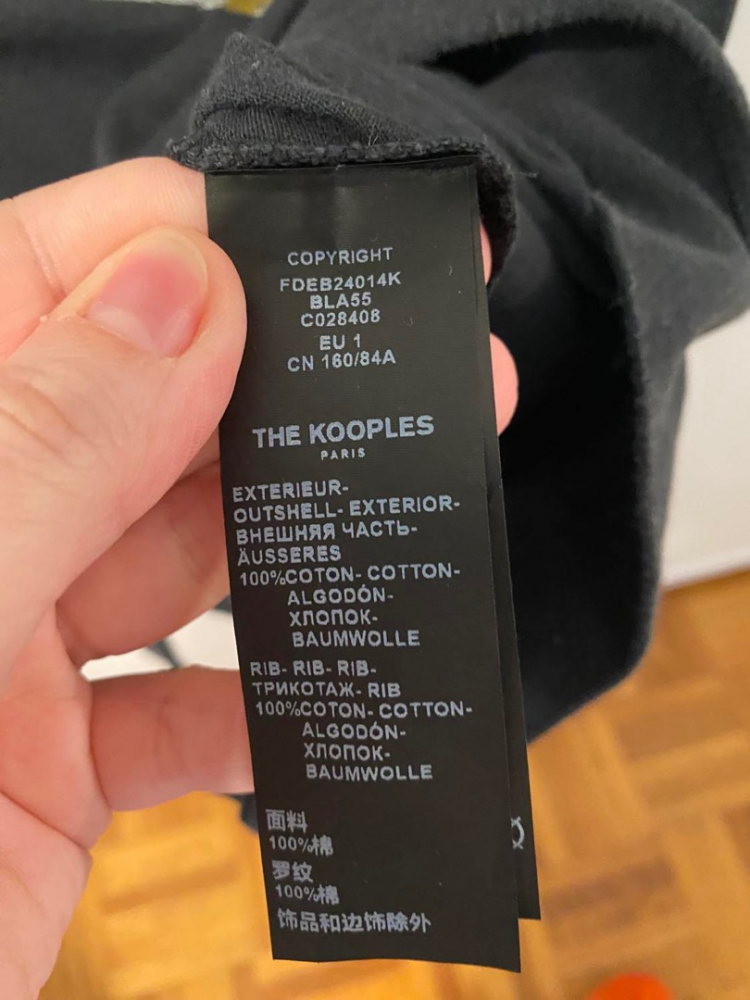 COPYRIGHT
FDEB24014K
BLA55
C028408
EU 1
CN 160/84A
THE KOOPLES
PARIS
EXTERIEUR-
OUTSHELL- EXTERIOR-
ВНЕШНЯЯ ЧАСТЬ-
ÄUSSERES
100%COTON- COTTON-
ALGODÓN-
ХЛОПОК-
BAUMWOLLE
RIB- RIB- RIB-
ТРИКОТАЖ- RIB
100%COTON- COTTON-
ALGODÓN-
ХЛОПОК-
BAUMWOLLE
面料
100%棉
罗纹
100%棉
饰品和边饰除外